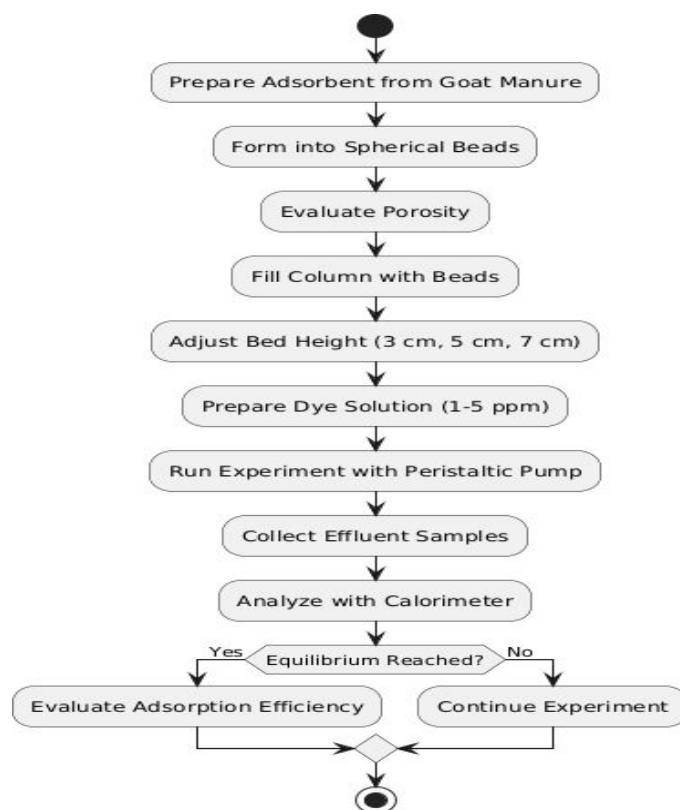 Prepare Adsorbent from Goat Manure
Form into Spherical Beads
Evaluate Porosity
Fill Column with Beads
Adjust Bed Height (3 cm, 5 cm, 7 cm)
Prepare Dye Solution (1-5 ppm)
Run Experiment with Peristaltic Pump
Collect Effluent Samples
Analyze with Calorimeter
Yes
Equilibrium Reached?
No
Evaluate Adsorption Efficiency
Continue Experiment